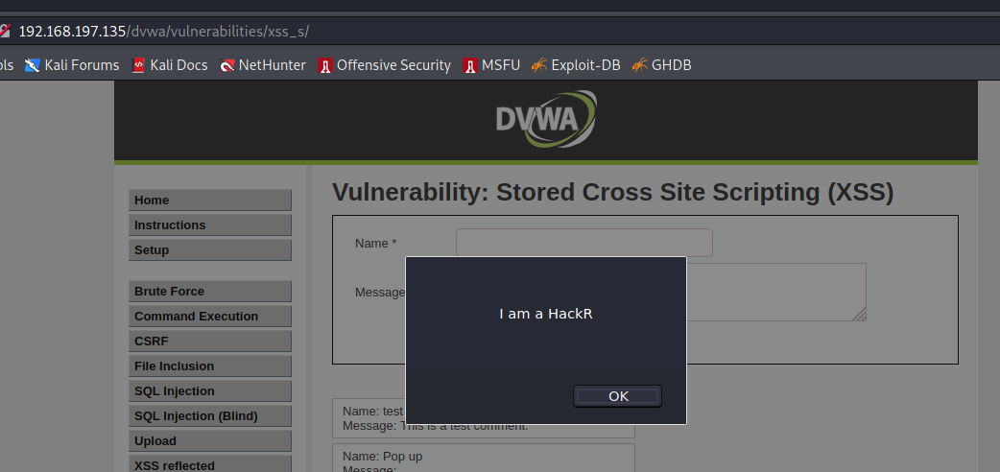 192.168.197.135/dvwa/vulnerabilities/xss_s/
ols Kali Forums Kali Docs NetHunter Offensive Security MSFU Exploit-DB GHDB
DVWA
Vulnerability: Stored Cross Site Scripting (XSS)
Home
Instructions
Setup
Brute Force
Command Execution
CSRF
File Inclusion
SQL Injection
SQL Injection (Blind)
Upload
XSS reflected
Name *
Message
I am a HackR
OK
Name: test
Message: This is a test comment.
Name: Pop up
Message: